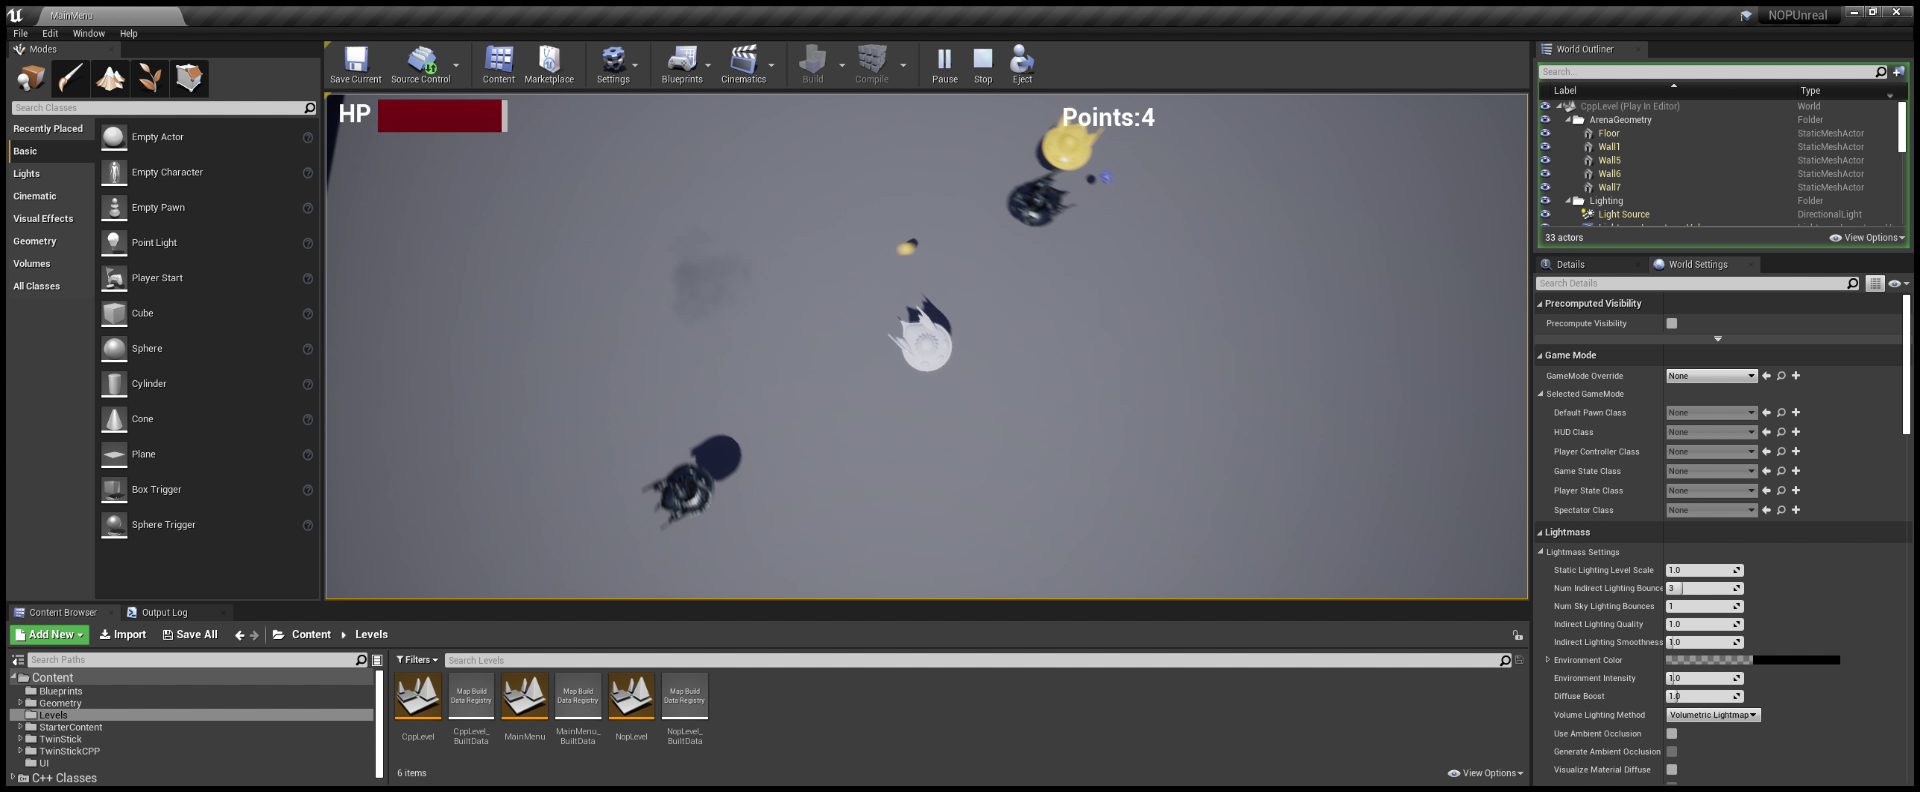 MainMenu
NOPUnreal
File Edit Window Help
Modes
Search Classes
Recently Placed
Basic
Lights
Cinematic
Visual Effects
Geometry
Volumes
All Classes
Empty Actor
Empty Character
Empty Pawn
Point Light
Player Start
Cube
Sphere
Cylinder
Cone
Plane
Box Trigger
Sphere Trigger
Save Current Source Control Content Marketplace Settings Blueprints Cinematics Build Compile Pause Stop Eject
HP
Points:4
World Outliner
Search...
Label Type
CppLevel (Play In Editor) World
ArenaGeometry Folder
Floor StaticMeshActor
Wall1 StaticMeshActor
Wall5 StaticMeshActor
Wall6 StaticMeshActor
Wall7 StaticMeshActor
Lighting Folder
Light Source DirectionalLight
33 actors View Options
Details World Settings
Search Details
Precomputed Visibility
Precompute Visibility
Game Mode
GameMode Override None
Selected GameMode
Default Pawn Class None
HUD Class None
Player Controller Class None
Game State Class None
Player State Class None
Spectator Class None
Lightmass
Lightmass Settings
Static Lighting Level Scale 1.0
Num Indirect Lighting Bounce 3
Num Sky Lighting Bounces 1
Indirect Lighting Quality 1.0
Indirect Lighting Smoothness 1.0
Environment Color
Environment Intensity 1.0
Diffuse Boost 1.0
Volume Lighting Method Volumetric Lightmap
Use Ambient Occlusion
Generate Ambient Occlusion
Visualize Material Diffuse
Content Browser Output Log
Add New Import Save All Content Levels
Search Paths
Content
Blueprints
Geometry
Levels
StarterContent
TwinStick
TwinStickCPP
UI
C++ Classes
Filters Search Levels
Map Build
Data Registry
Map Build
Data Registry
Map Build
Data Registry
CppLevel
CppLevel_
BuiltData
MainMenu
MainMenu_
BuiltData
NopLevel
NopLevel_
BuiltData
6 items View Options